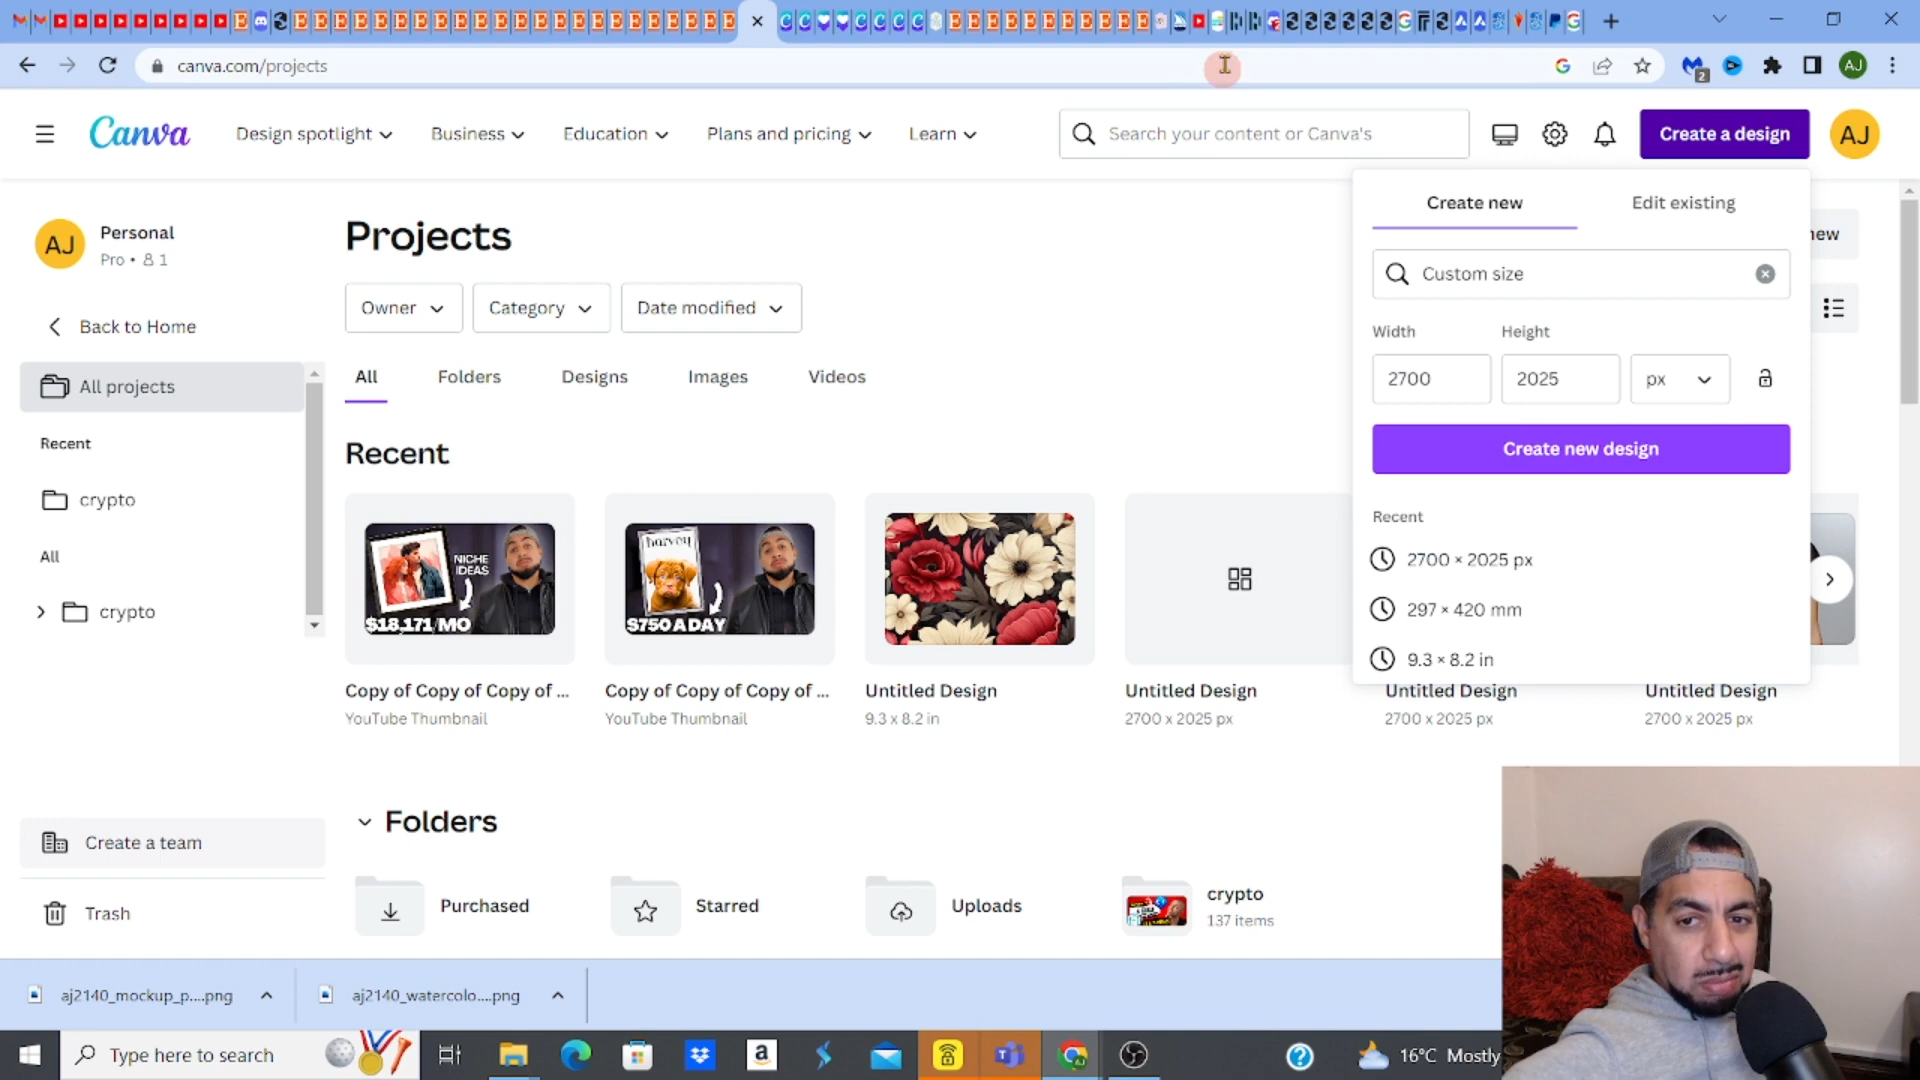 canva.com/projects
2
AJ
Canva
Design spotlight
Business
Education
Plans and pricing
Learn
Search your content or Canva's
Create a design
AJ
Create new
Edit existing
AJ
Personal
Pro • 1
Projects
new
Custom size
Back to Home
Owner
Category
Date modified
Width
Height
All projects
All
Folders
Designs
Images
Videos
2700
2025
px
Recent
Recent
Create new design
crypto
Recent
All
2700 × 2025 px
crypto
NICHE
IDEAS
$18,171/MO
harvey
$750 A DAY
297 × 420 mm
9.3 × 8.2 in
Copy of Copy of Copy of ...
Copy of Copy of Copy of ...
Untitled Design
Untitled Design
Untitled Design
Untitled Design
YouTube Thumbnail
YouTube Thumbnail
9.3 x 8.2 in
2700 x 2025 px
2700 x 2025 px
2700 x 2025 px
Folders
Create a team
Purchased
Starred
Uploads
crypto
137 items
Trash
aj2140_mockup_p....png
aj2140_watercolo....png
Type here to search
16°C Mostly